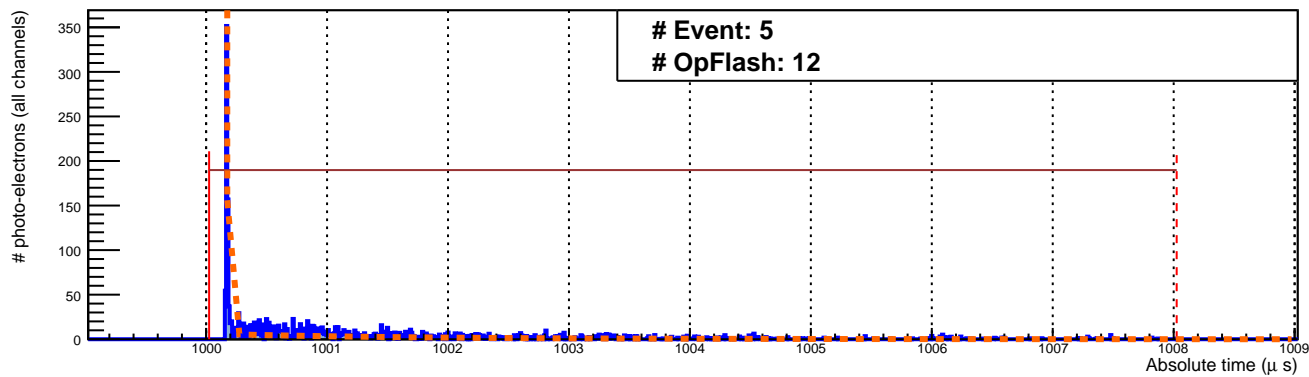 # Event: 5
# OpFlash: 12
# photo-electrons (all channels)
350
300
250
200
150
100
50
0
1000 1001 1002 1003 1004 1005 1006 1007 1008 1009
Absolute time (μ s)